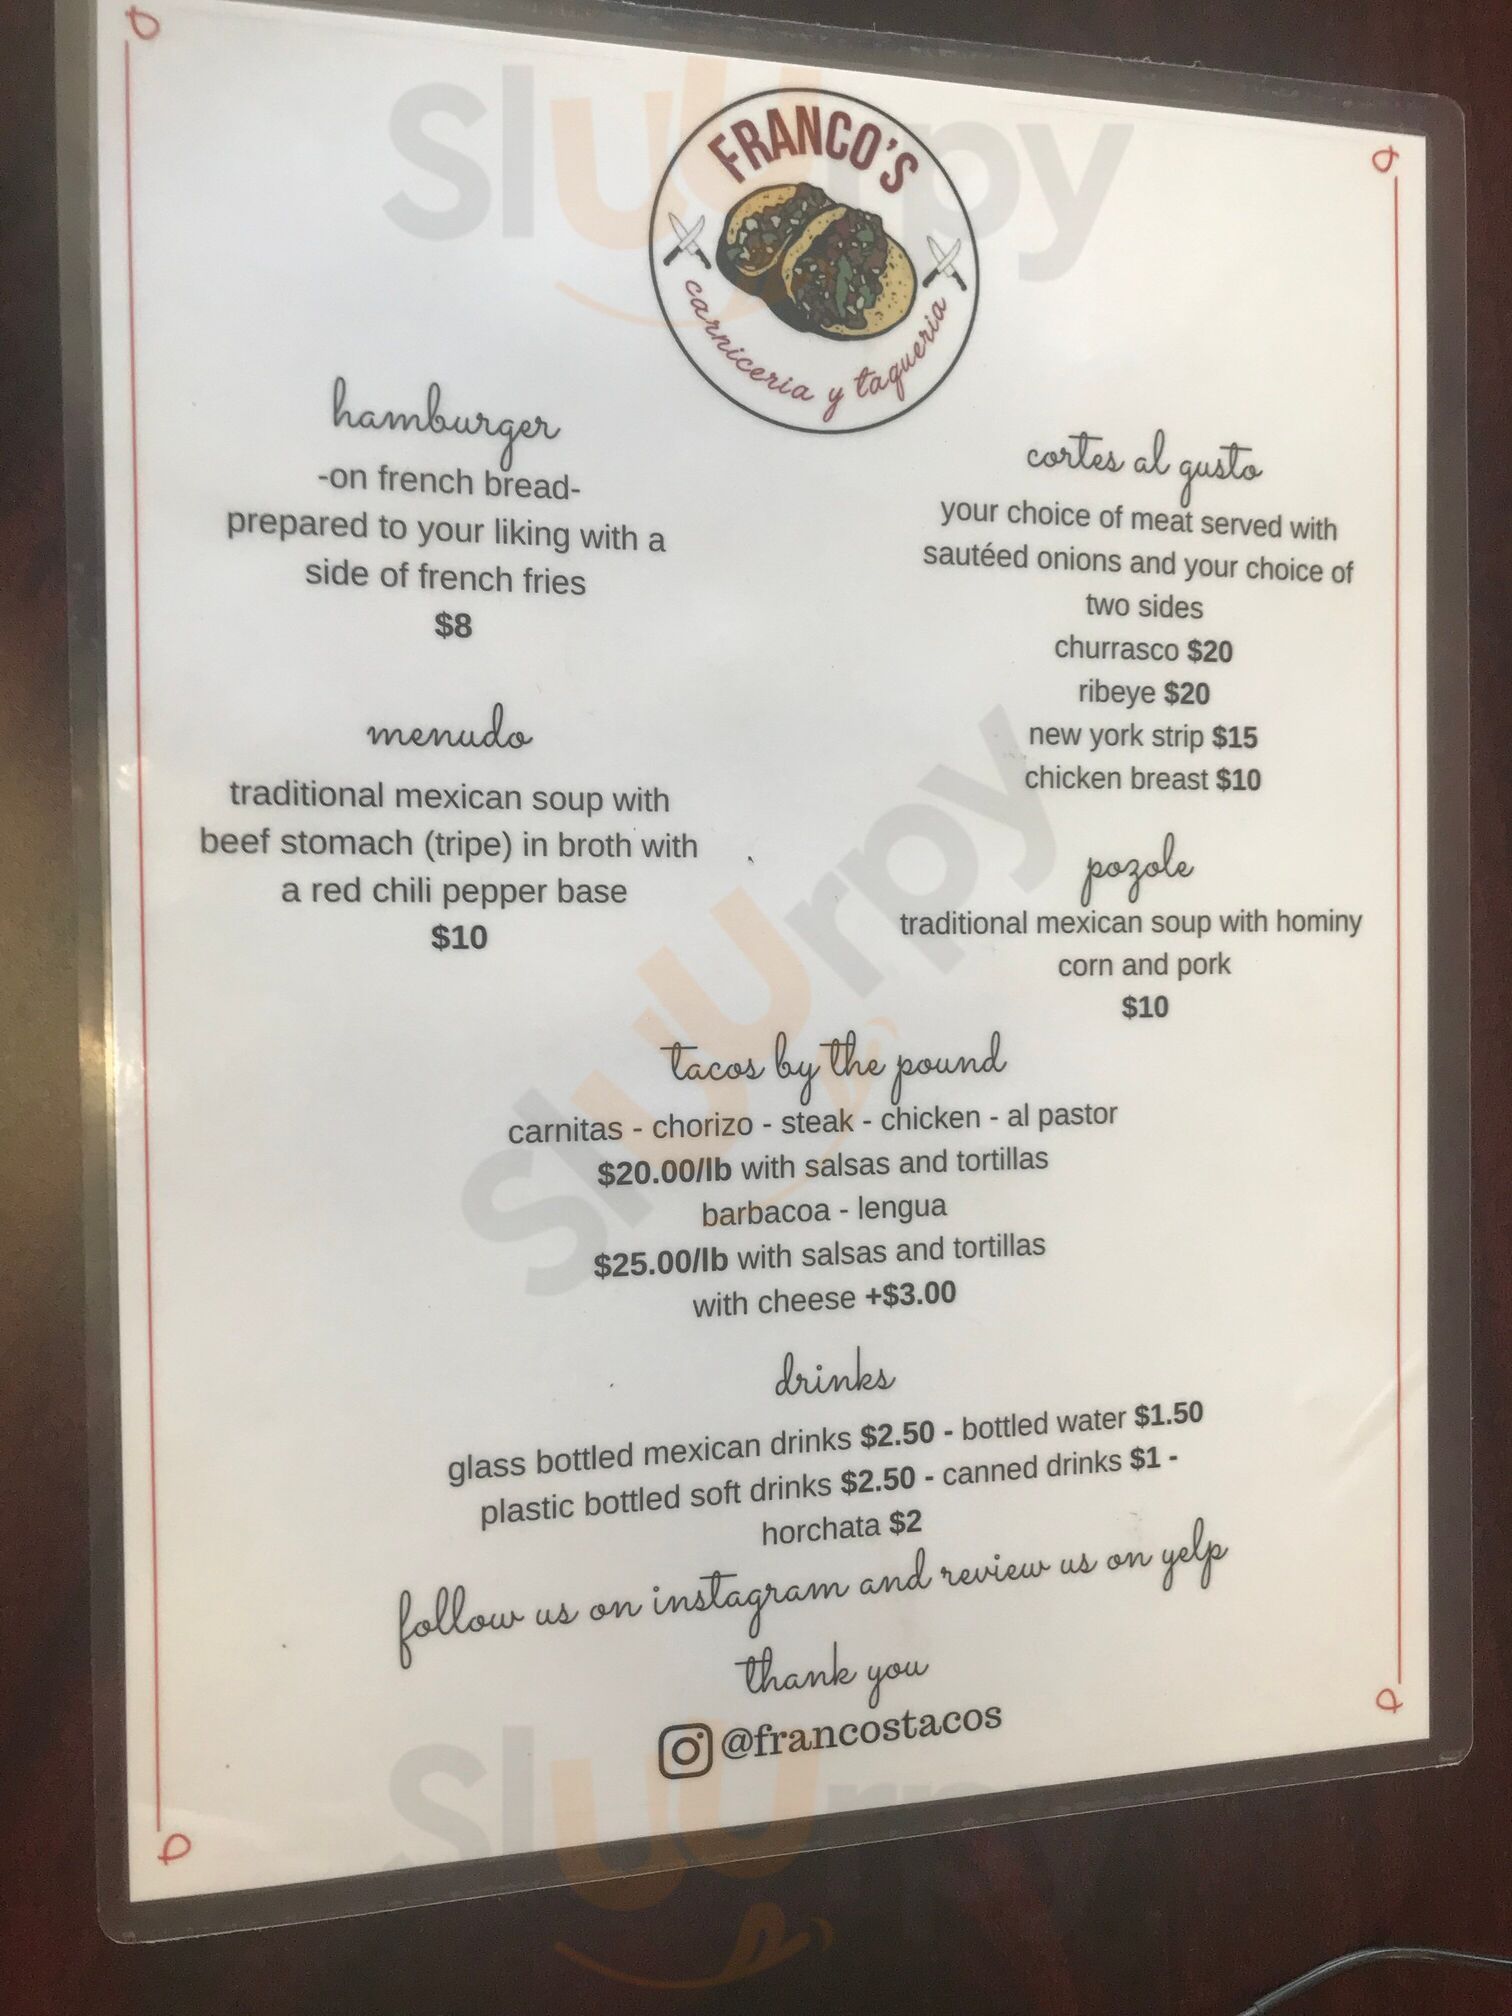 FRANCO'S
carniceria y taqueria
hamburger
-on french bread-
prepared to your liking with a
side of french fries
$8
menudo
traditional mexican soup with
beef stomach (tripe) in broth with
a red chili pepper base
$10
cortes al gusto
your choice of meat served with
sautéed onions and your choice of
two sides
churrasco $20
ribeye $20
new york strip $15
chicken breast $10
pozole
traditional mexican soup with hominy
corn and pork
$10
tacos by the pound
carnitas - chorizo - steak - chicken - al pastor
$20.00/lb with salsas and tortillas
barbacoa - lengua
$25.00/lb with salsas and tortillas
with cheese +$3.00
drinks
glass bottled mexican drinks $2.50 - bottled water $1.50
plastic bottled soft drinks $2.50 - canned drinks $1 -
horchata $2
follow us on instagram and review us on yelp
thank you
@francostacos
slUUrpy
slUUrpy
slUUrpy